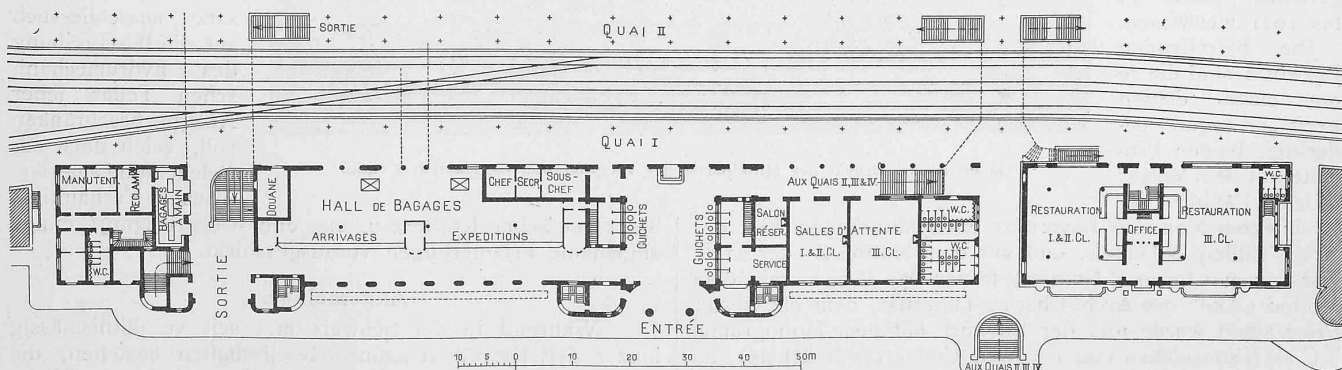 SORTIE
QUAI II
QUAI I
MANUTENT.
RÉCLAM.
BAGAGES
À MAIN
W.C.
SORTIE
DOUANE
HALL DE BAGAGES
ARRIVAGES
EXPEDITIONS
CHEF
SECR.
SOUS-
CHEF
GUICHETS
GUICHETS
ENTRÉE
SALON
RÉSER.
SERVICE
AUX QUAIS II, III & IV
SALLES D'ATTENTE
I. & II. CL.
III. CL.
W.C.
W.C.
RESTAURATION
I. & II. CL.
OFFICE
RESTAURATION
III. CL.
W.C.
AUX QUAIS II, III, IV
10 5 0 10 20 30 40 50m